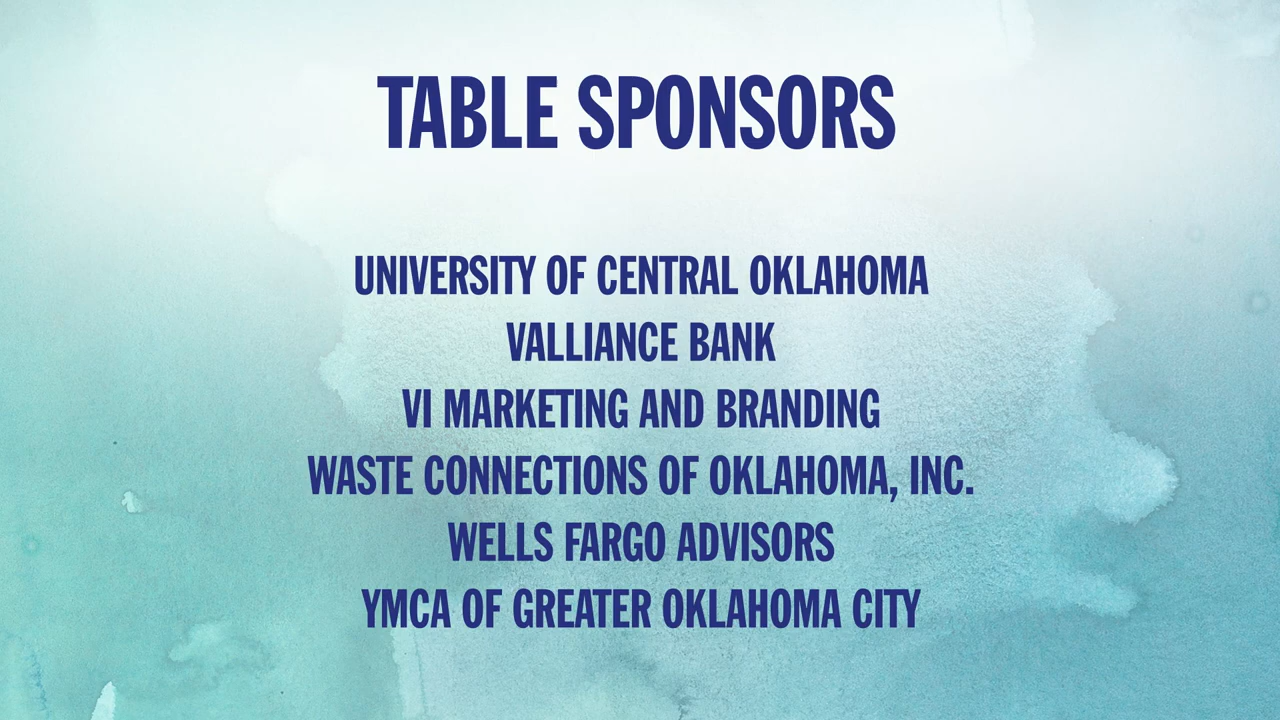 TABLE SPONSORS
UNIVERSITY OF CENTRAL OKLAHOMA
VALLIANCE BANK
VI MARKETING AND BRANDING
WASTE CONNECTIONS OF OKLAHOMA, INC.
WELLS FARGO ADVISORS
YMCA OF GREATER OKLAHOMA CITY